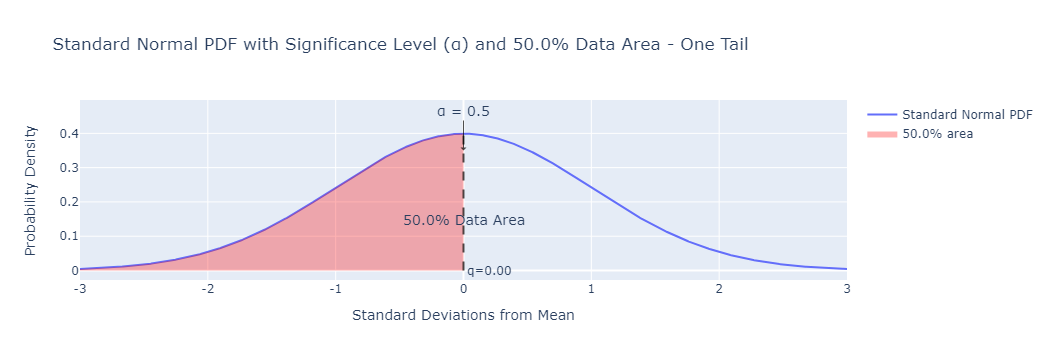 Standard Normal PDF with Significance Level (α) and 50.0% Data Area - One Tail
α = 0.5
Standard Normal PDF
50.0% area
Probability Density
0.4
0.3
0.2
0.1
0
50.0% Data Area
q=0.00
-3 -2 -1 0 1 2 3
Standard Deviations from Mean